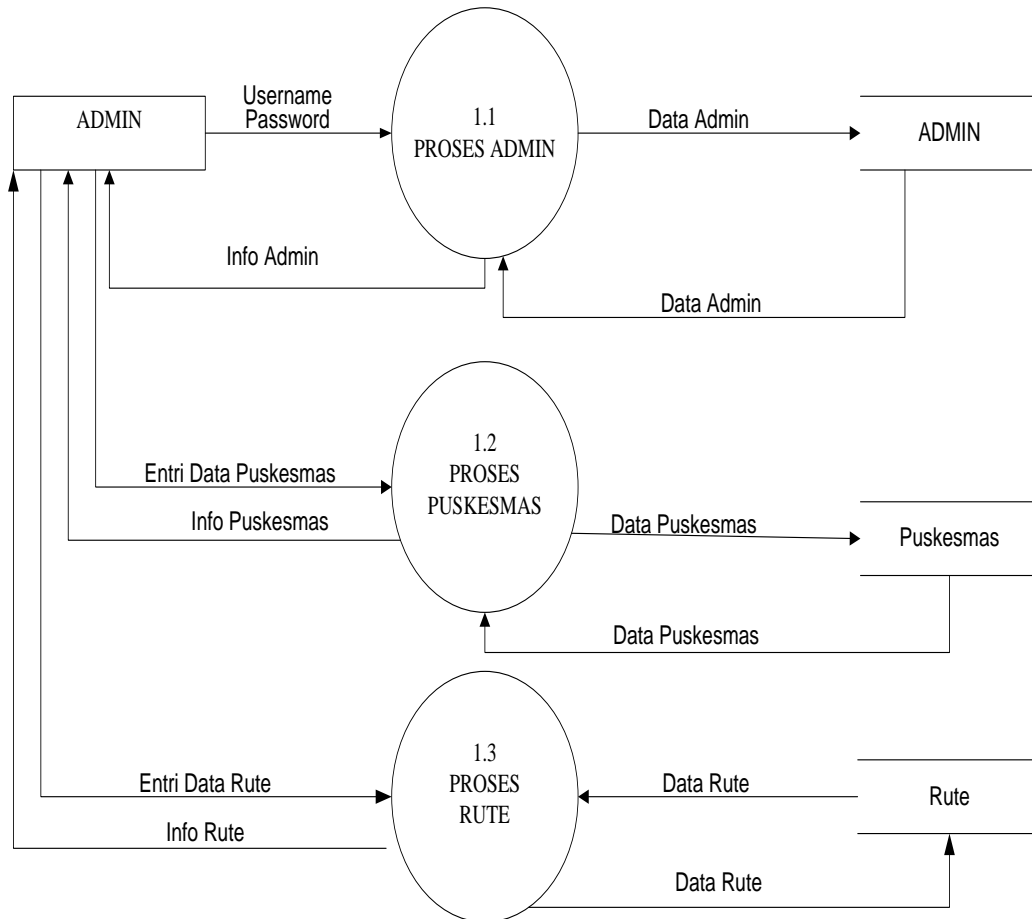 ADMIN
Username
Password
1.1
PROSES ADMIN
Data Admin
ADMIN
Info Admin
Data Admin
1.2
PROSES
PUSKESMAS
Entri Data Puskesmas
Info Puskesmas
Data Puskesmas
Puskesmas
Data Puskesmas
1.3
PROSES
RUTE
Entri Data Rute
Info Rute
Data Rute
Rute
Data Rute